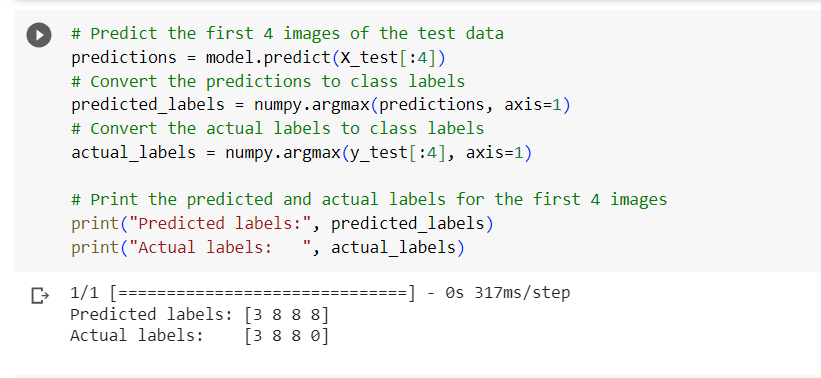 # Predict the first 4 images of the test data
predictions = model.predict(X_test[:4])
# Convert the predictions to class labels
predicted_labels = numpy.argmax(predictions, axis=1)
# Convert the actual labels to class labels
actual_labels = numpy.argmax(y_test[:4], axis=1)
# Print the predicted and actual labels for the first 4 images
print("Predicted labels:", predicted_labels)
print("Actual labels:   ", actual_labels)
1/1 [==============================] - 0s 317ms/step
Predicted labels: [3 8 8 8]
Actual labels:    [3 8 8 0]